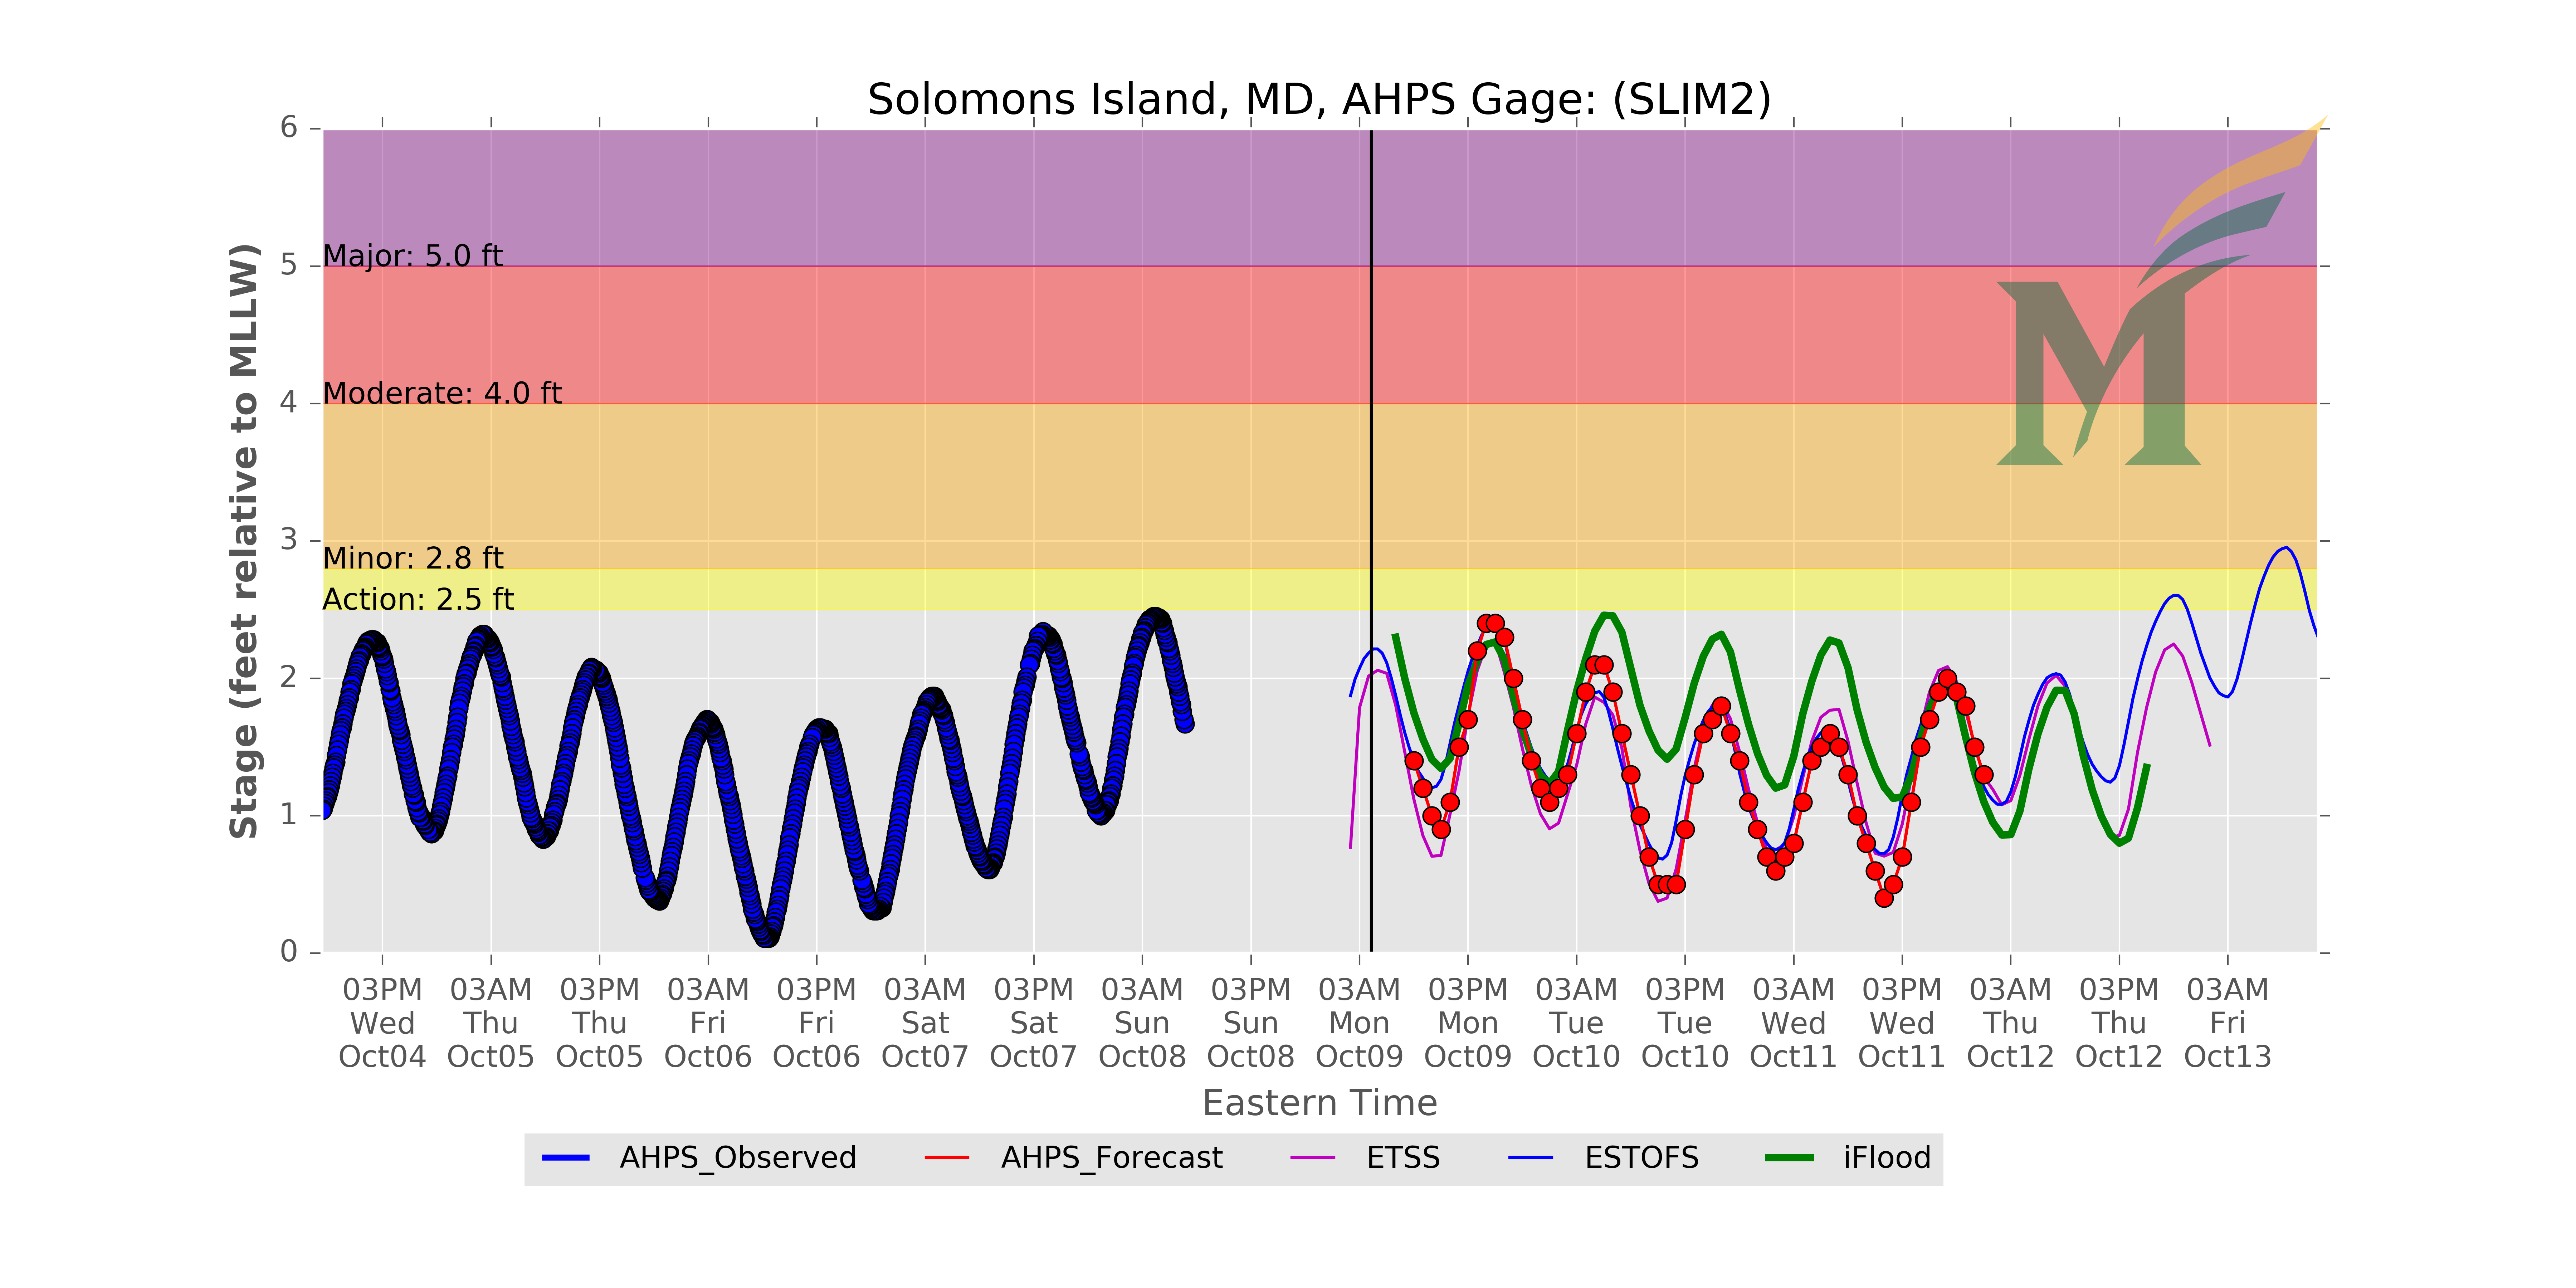 Solomons Island, MD, AHPS Gage: (SLIM2)
Stage (feet relative to MLLW)
6
5
4
3
2
1
0
Major: 5.0 ft
Moderate: 4.0 ft
Minor: 2.8 ft
Action: 2.5 ft
M
03PM 03AM 03PM 03AM 03PM 03AM 03PM 03AM 03PM 03AM 03PM 03AM 03PM 03AM 03PM 03AM 03PM 03AM
Wed Thu Thu Fri Fri Sat Sat Sun Sun Mon Mon Tue Tue Wed Wed Thu Thu Fri
Oct04 Oct05 Oct05 Oct06 Oct06 Oct07 Oct07 Oct08 Oct08 Oct09 Oct09 Oct10 Oct10 Oct11 Oct11 Oct12 Oct12 Oct13
Eastern Time
AHPS_Observed AHPS_Forecast ETSS ESTOFS iFlood